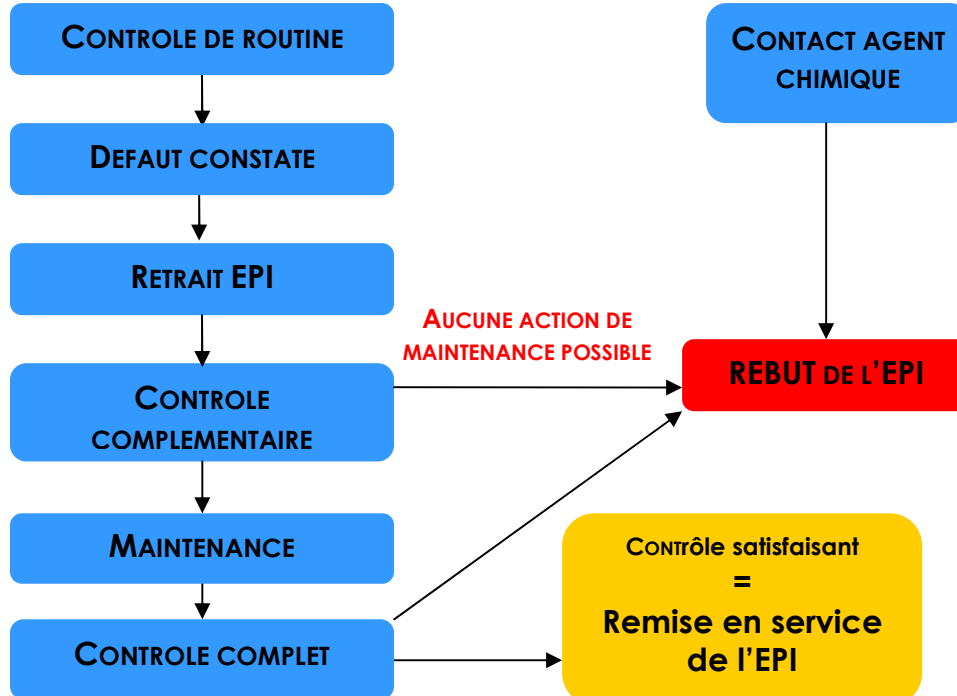 CONTROLE DE ROUTINE
CONTACT AGENT
CHIMIQUE
DEFAUT CONSTATE
RETRAIT EPI
AUCUNE ACTION DE
MAINTENANCE POSSIBLE
REBUT DE L'EPI
CONTROLE
COMPLEMENTAIRE
MAINTENANCE
CONTrôle satisfaisant
=
Remise en service
de l'EPI
CONTROLE COMPLET